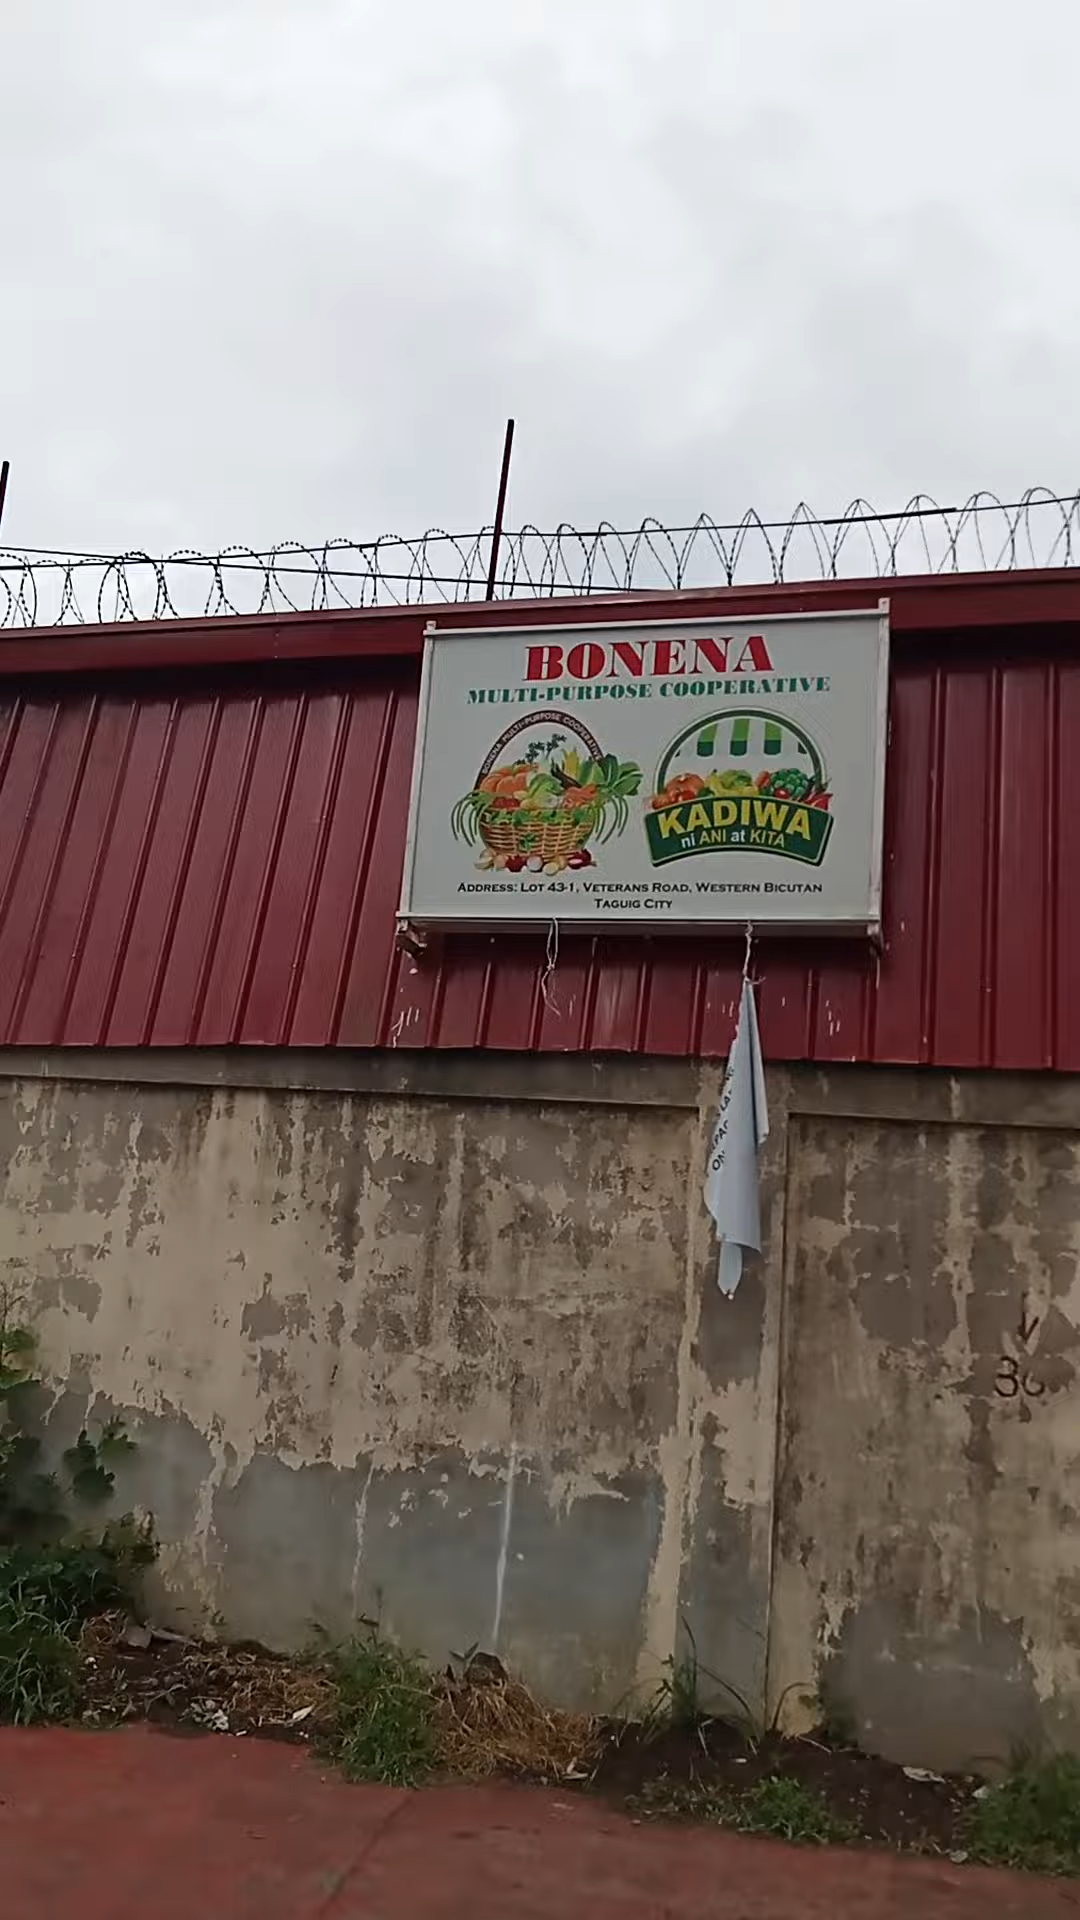 BONENA
MULTI-PURPOSE COOPERATIVE
BONENA MULTI-PURPOSE COOPERATIVE
KADIWA
ni ANI at KITA
ADDRESS: LOT 43-1, VETERANS ROAD, WESTERN BICUTAN
TAGUIG CITY